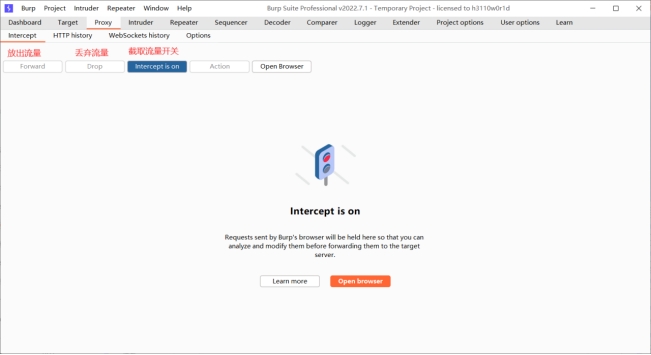 Burp Project Intruder Repeater Window Help Burp Suite Professional v2022.7.1 - Temporary Project - licensed to h3110w0r1d
Dashboard Target Proxy Intruder Repeater Sequencer Decoder Comparer Logger Extender Project options User options Learn
Intercept HTTP history WebSockets history Options
放出流量 丢弃流量 截取流量开关
Forward Drop Intercept is on Action Open Browser
Intercept is on
Requests sent by Burp's browser will be held here so that you can
analyze and modify them before forwarding them to the target
server.
Learn more Open browser